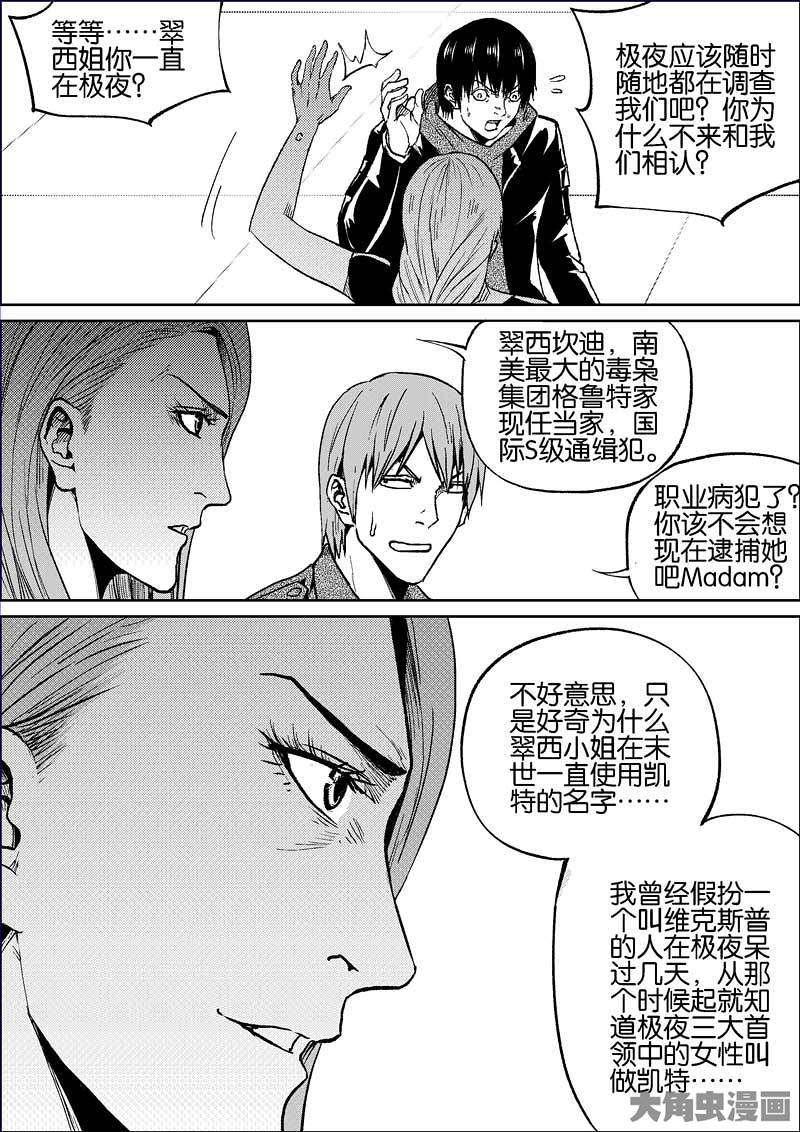 等等……翠
西姐你一直
在极夜？
极夜应该随时
随地都在调查
我们吧？你为
什么不来和我
们相认？
翠西坎迪，南
美最大的毒枭
集团格鲁特家
现任当家，国
际S级通缉犯。
职业病犯了？
你该不会想
现在逮捕她
吧Madam？
不好意思，只
是好奇为什么
翠西小姐在末
世一直使用凯
特的名字……
我曾经假扮一
个叫维克斯普
的人在极夜呆
过几天，从那
个时候起就知
道极夜三大首
领中的女性叫
做凯特……
大角虫漫画